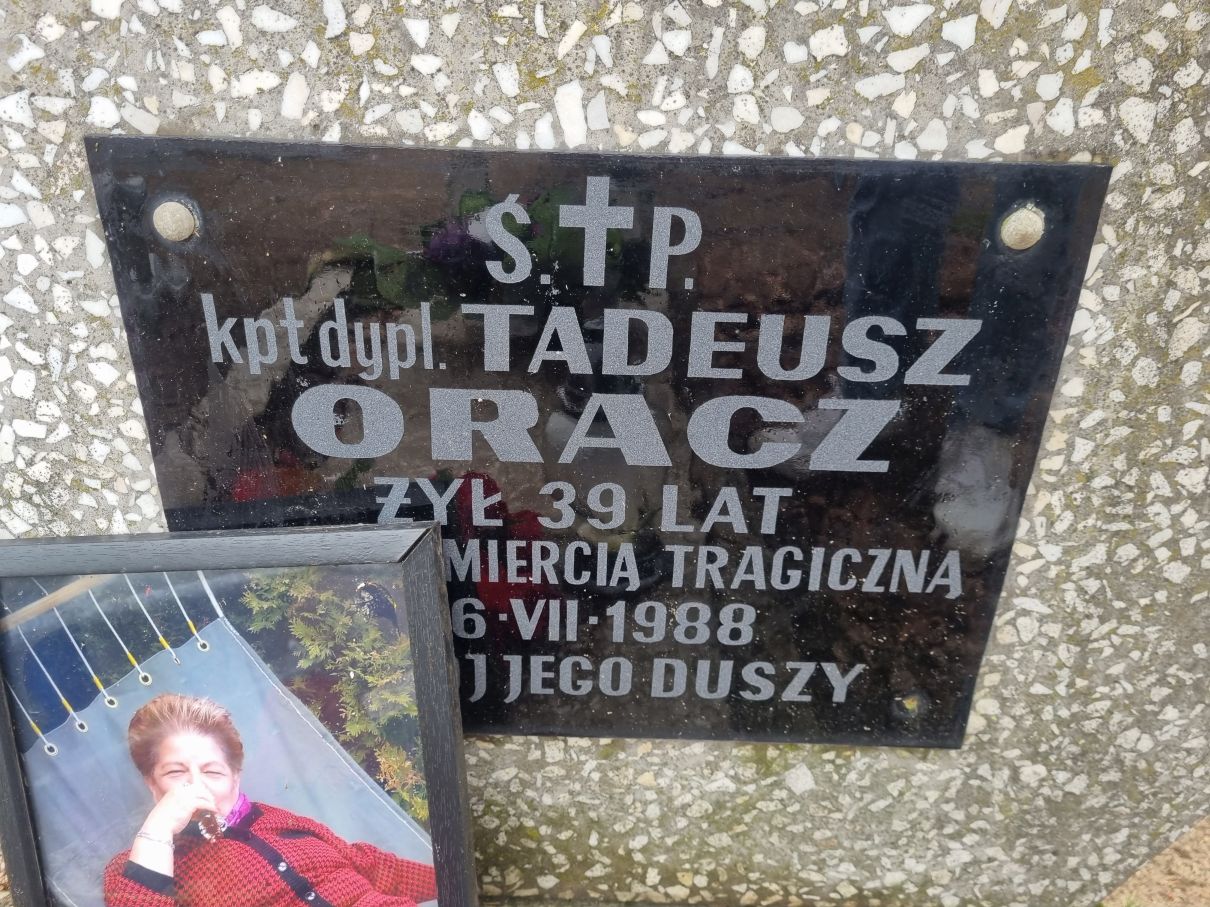 Ś. P.
kpt dypl. TADEUSZ
ORACZ
ŻYŁ 39 LAT
MIERCIĄ TRAGICZNĄ
6·VII·1988
J JEGO DUSZY